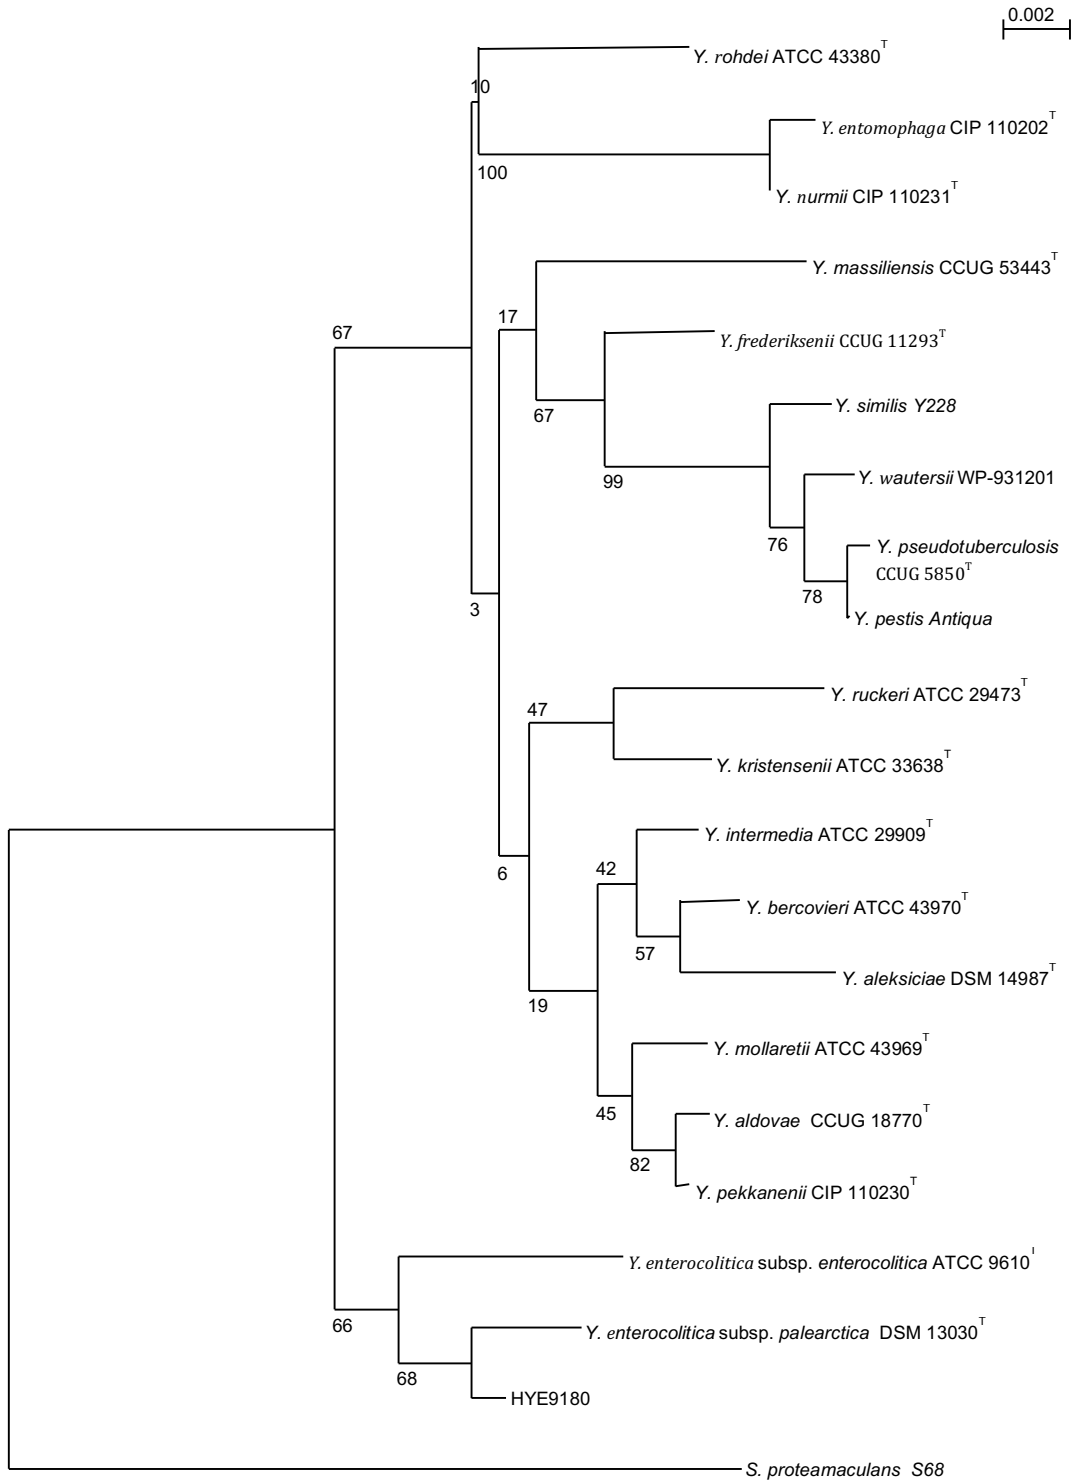 0.002
Y. rohdei ATCC 43380T
10
Y. entomophaga CIP 110202T
100
Y. nurmii CIP 110231T
Y. massiliensis CCUG 53443T
17
67
Y. frederiksenii CCUG 11293T
Y. similis Y228
67
99
Y. wautersii WP-931201
76
Y. pseudotuberculosis
CCUG 5850T
78
3
Y. pestis Antiqua
Y. ruckeri ATCC 29473T
47
Y. kristensenii ATCC 33638T
Y. intermedia ATCC 29909T
42
6
Y. bercovieri ATCC 43970T
57
Y. aleksiciae DSM 14987T
19
Y. mollaretii ATCC 43969T
45
Y. aldovae CCUG 18770T
82
Y. pekkanenii CIP 110230T
Y. enterocolitica subsp. enterocolitica ATCC 9610T
66
Y. enterocolitica subsp. palearctica DSM 13030T
68
HYE9180
S. proteamaculans S68